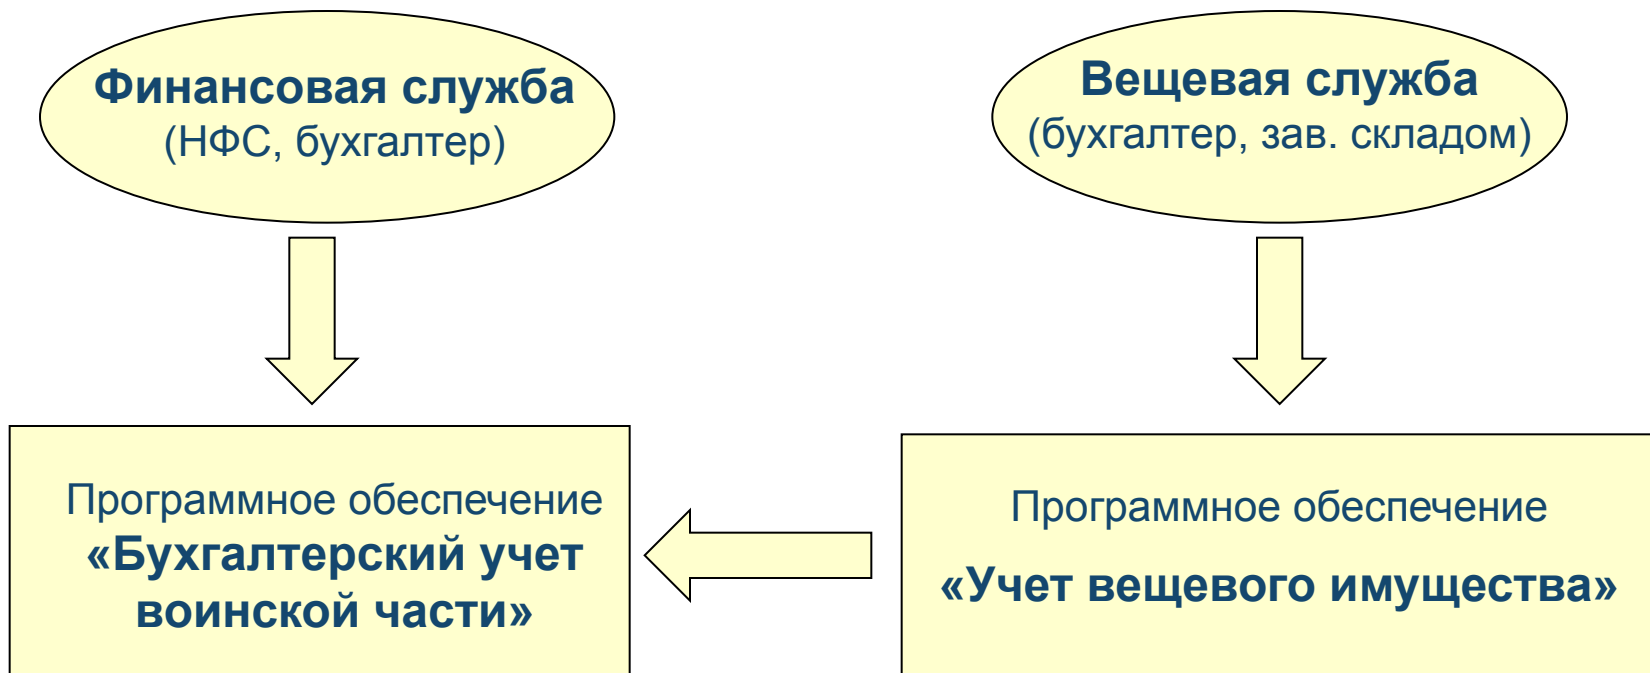 Финансовая служба
(НФС, бухгалтер)
Вещевая служба
(бухгалтер, зав. складом)
Программное обеспечение
«Бухгалтерский учет
воинской части»
Программное обеспечение
«Учет вещевого имущества»